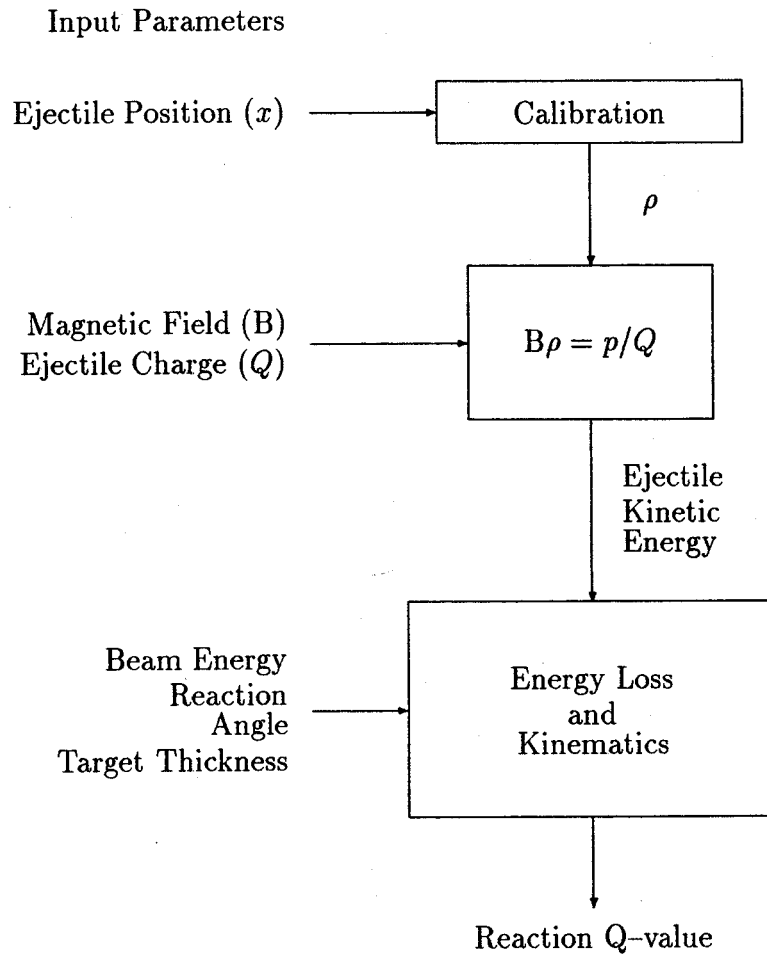 Input Parameters
Ejectile Position (x)
Calibration
ρ
Magnetic Field (B)
Ejectile Charge (Q)
Bρ = p/Q
Ejectile
Kinetic
Energy
Beam Energy
Reaction
Angle
Target Thickness
Energy Loss
and
Kinematics
Reaction Q–value